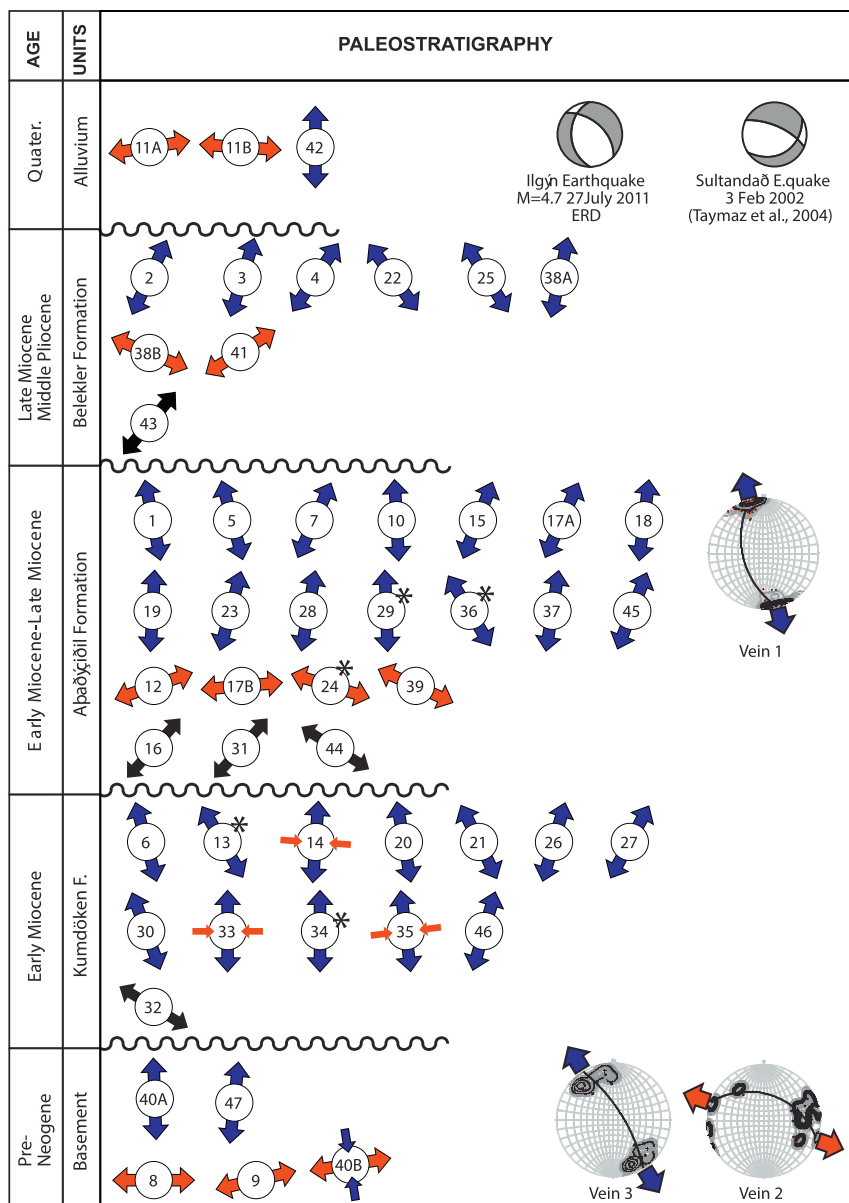 AGE
UNITS
PALEOSTRATIGRAPHY
Quater.
Alluvium
11A 11B 42
Ilgýn Earthquake
M=4.7 27July 2011
ERD
Sultandað E.quake
3 Feb 2002
(Taymaz et al., 2004)
Late Miocene
Middle Pliocene
Belekler Formation
2 3 4 22 25 38A
38B 41
43
Early Miocene-Late Miocene
Aþaðýçiðil Formation
1 5 7 10 15 17A 18
19 23 28 29* 36* 37 45
12 17B 24* 39
16 31 44
Vein 1
Early Miocene
Kumdöken F.
6 13* 14 20 21 26 27
30 33 34* 35 46
32
Pre-
Neogene
Basement
40A 47
8 9 40B
Vein 3
Vein 2